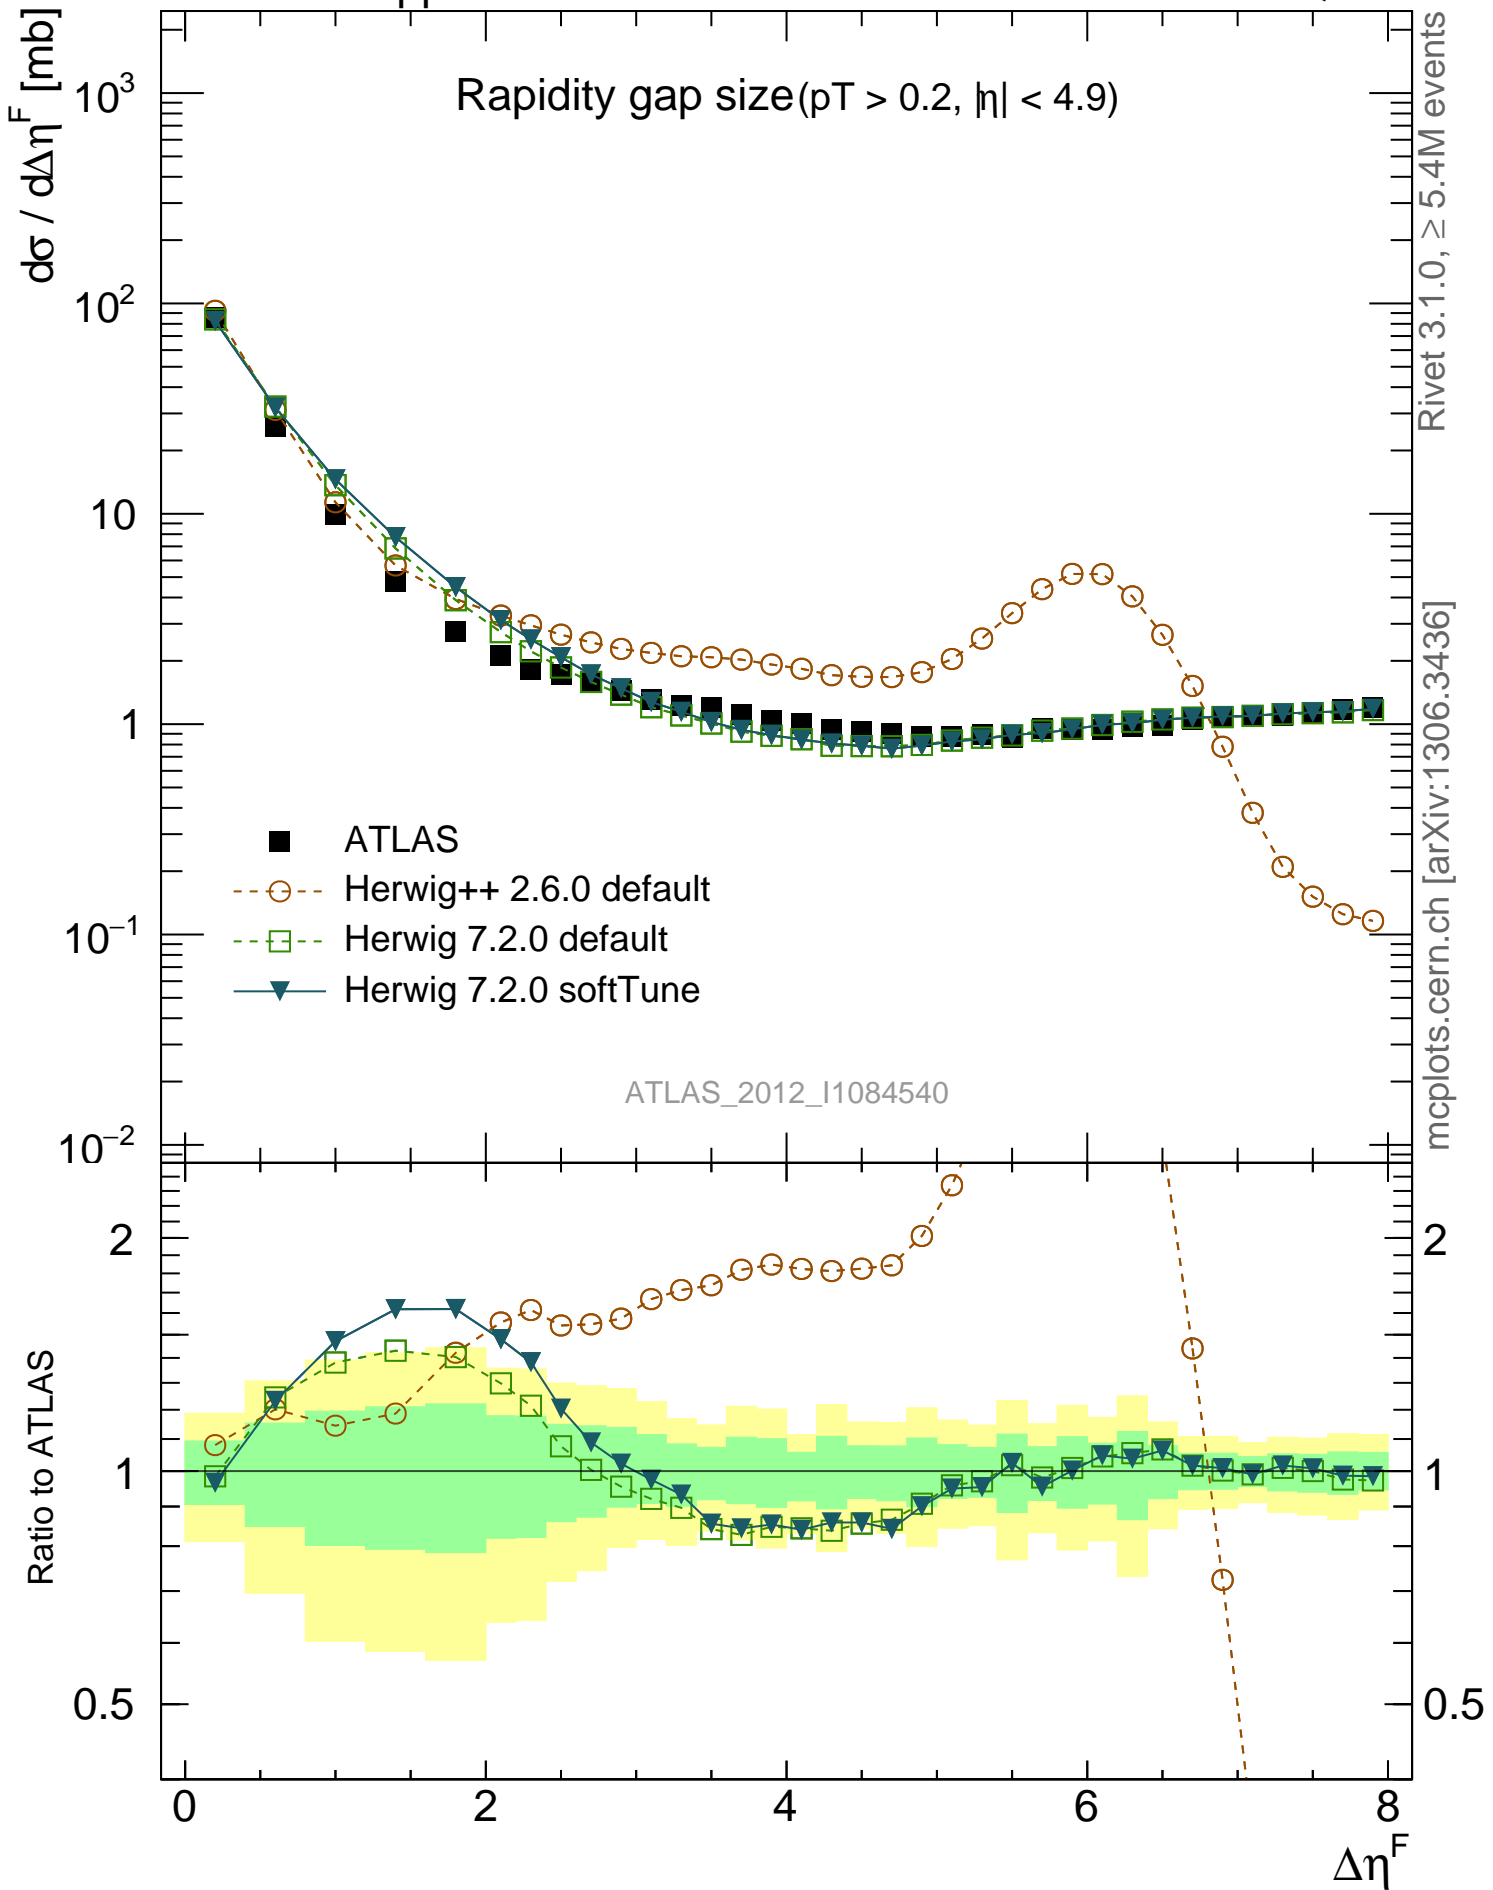 pp
dσ / dΔη^F [mb]
Rapidity gap size (pT > 0.2, |η| < 4.9)
10^3
10^2
10
1
10^−1
10^−2
ATLAS
Herwig++ 2.6.0 default
Herwig 7.2.0 default
Herwig 7.2.0 softTune
ATLAS_2012_I1084540
Rivet 3.1.0, ≥ 5.4M events
mcplots.cern.ch [arXiv:1306.3436]
Ratio to ATLAS
2
1
0.5
2
1
0.5
0 2 4 6 8
Δη^F